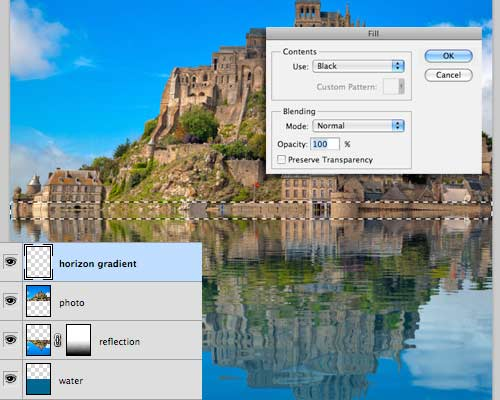 Fill
Contents
Use: Black
Custom Pattern:
OK
Cancel
Blending
Mode: Normal
Opacity: 100 %
Preserve Transparency
horizon gradient
photo
reflection
water